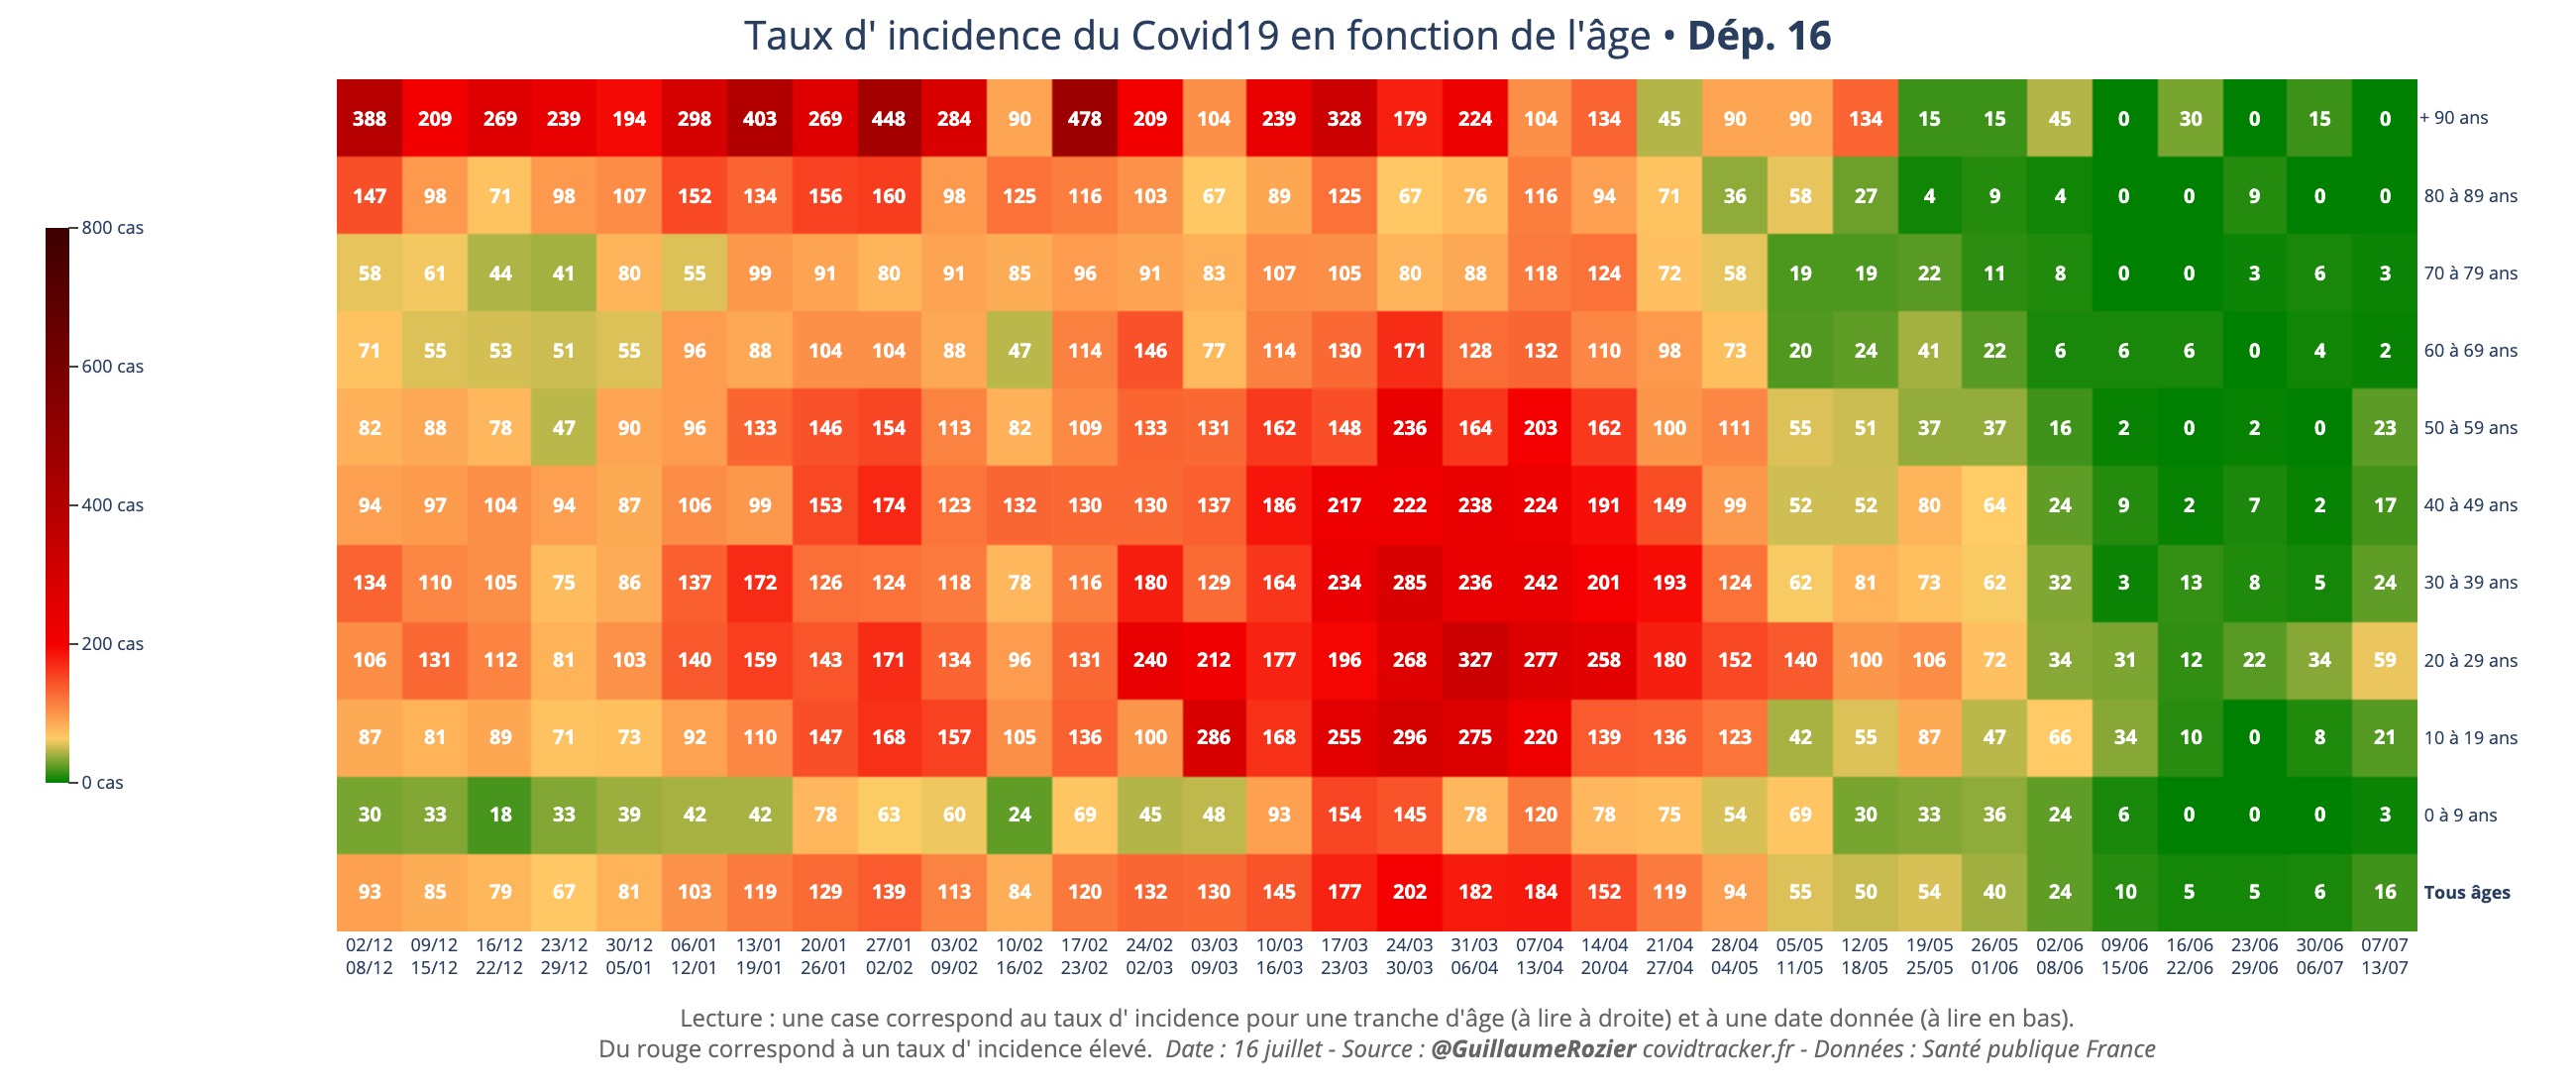 Taux d' incidence du Covid19 en fonction de l'âge • Dép. 16
800 cas
600 cas
400 cas
200 cas
0 cas
388 209 269 239 194 298 403 269 448 284 90 478 209 104 239 328 179 224 104 134 45 90 90 134 15 15 45 0 30 0 15 0 + 90 ans
147 98 71 98 107 152 134 156 160 98 125 116 103 67 89 125 67 76 116 94 71 36 58 27 4 9 4 0 0 9 0 0 80 à 89 ans
58 61 44 41 80 55 99 91 80 91 85 96 91 83 107 105 80 88 118 124 72 58 19 19 22 11 8 0 0 3 6 3 70 à 79 ans
71 55 53 51 55 96 88 104 104 88 47 114 146 77 114 130 171 128 132 110 98 73 20 24 41 22 6 6 6 0 4 2 60 à 69 ans
82 88 78 47 90 96 133 146 154 113 82 109 133 131 162 148 236 164 203 162 100 111 55 51 37 37 16 2 0 2 0 23 50 à 59 ans
94 97 104 94 87 106 99 153 174 123 132 130 130 137 186 217 222 238 224 191 149 99 52 52 80 64 24 9 2 7 2 17 40 à 49 ans
134 110 105 75 86 137 172 126 124 118 78 116 180 129 164 234 285 236 242 201 193 124 62 81 73 62 32 3 13 8 5 24 30 à 39 ans
106 131 112 81 103 140 159 143 171 134 96 131 240 212 177 196 268 327 277 258 180 152 140 100 106 72 34 31 12 22 34 59 20 à 29 ans
87 81 89 71 73 92 110 147 168 157 105 136 100 286 168 255 296 275 220 139 136 123 42 55 87 47 66 34 10 0 8 21 10 à 19 ans
30 33 18 33 39 42 42 78 63 60 24 69 45 48 93 154 145 78 120 78 75 54 69 30 33 36 24 6 0 0 0 3 0 à 9 ans
93 85 79 67 81 103 119 129 139 113 84 120 132 130 145 177 202 182 184 152 119 94 55 50 54 40 24 10 5 5 6 16 Tous âges
02/12 09/12 16/12 23/12 30/12 06/01 13/01 20/01 27/01 03/02 10/02 17/02 24/02 03/03 10/03 17/03 24/03 31/03 07/04 14/04 21/04 28/04 05/05 12/05 19/05 26/05 02/06 09/06 16/06 23/06 30/06 07/07
08/12 15/12 22/12 29/12 05/01 12/01 19/01 26/01 02/02 09/02 16/02 23/02 02/03 09/03 16/03 23/03 30/03 06/04 13/04 20/04 27/04 04/05 11/05 18/05 25/05 01/06 08/06 15/06 22/06 29/06 06/07 13/07
Lecture : une case correspond au taux d' incidence pour une tranche d'âge (à lire à droite) et à une date donnée (à lire en bas).
Du rouge correspond à un taux d' incidence élevé. Date : 16 juillet - Source : @GuillaumeRozier covidtracker.fr - Données : Santé publique France